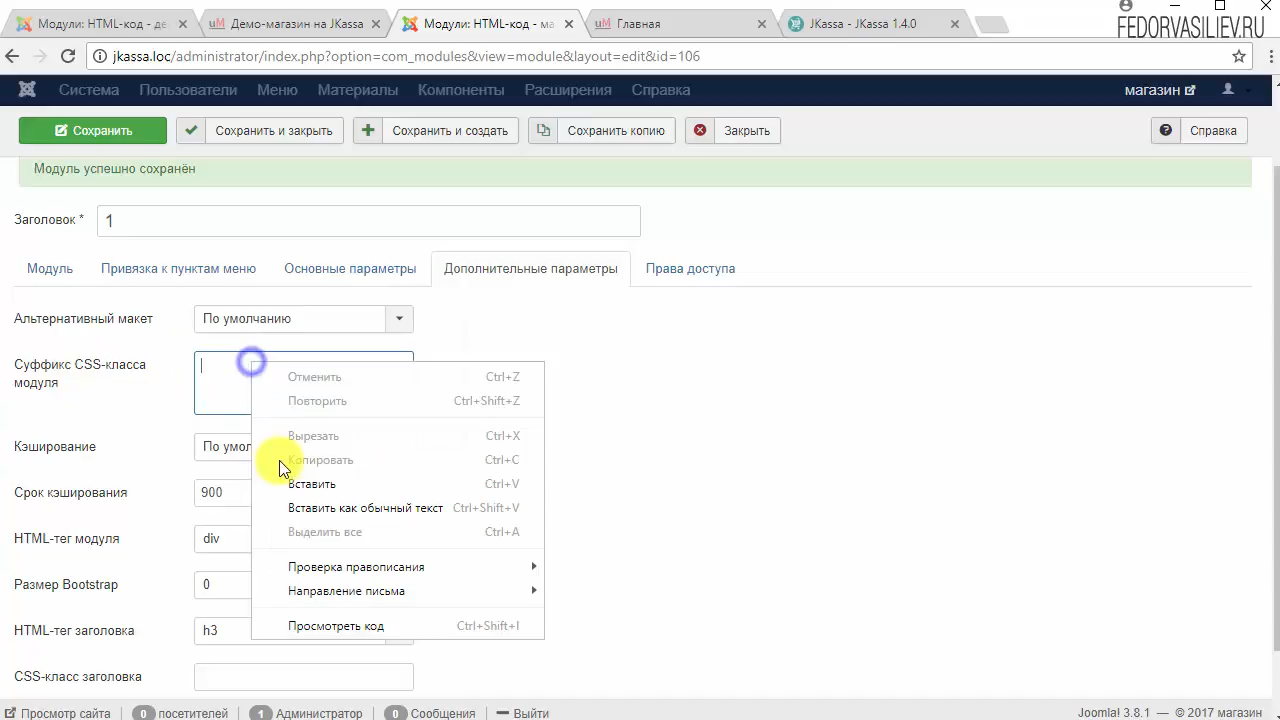 Модули: HTML-код - де
Демо-магазин на JKassa
Модули: HTML-код - ма
Главная
JKassa - JKassa 1.4.0
FEDORVASILIEV.RU
jkassa.loc/administrator/index.php?option=com_modules&view=module&layout=edit&id=106
Система Пользователи Меню Материалы Компоненты Расширения Справка магазин
Сохранить Сохранить и закрыть Сохранить и создать Сохранить копию Закрыть Справка
Модуль успешно сохранён
Заголовок * 1
Модуль Привязка к пунктам меню Основные параметры Дополнительные параметры Права доступа
Альтернативный макет По умолчанию
Суффикс CSS-класса
модуля
Отменить Ctrl+Z
Повторить Ctrl+Shift+Z
Вырезать Ctrl+X
Копировать Ctrl+C
Вставить Ctrl+V
Вставить как обычный текст Ctrl+Shift+V
Выделить все Ctrl+A
Проверка правописания
Направление письма
Просмотреть код Ctrl+Shift+I
Кэширование По умол
Срок кэширования 900
HTML-тег модуля div
Размер Bootstrap 0
HTML-тег заголовка h3
CSS-класс заголовка
Просмотр сайта 0 посетителей 1 Администратор 0 Сообщения Выйти Joomla! 3.8.1 — © 2017 магазин